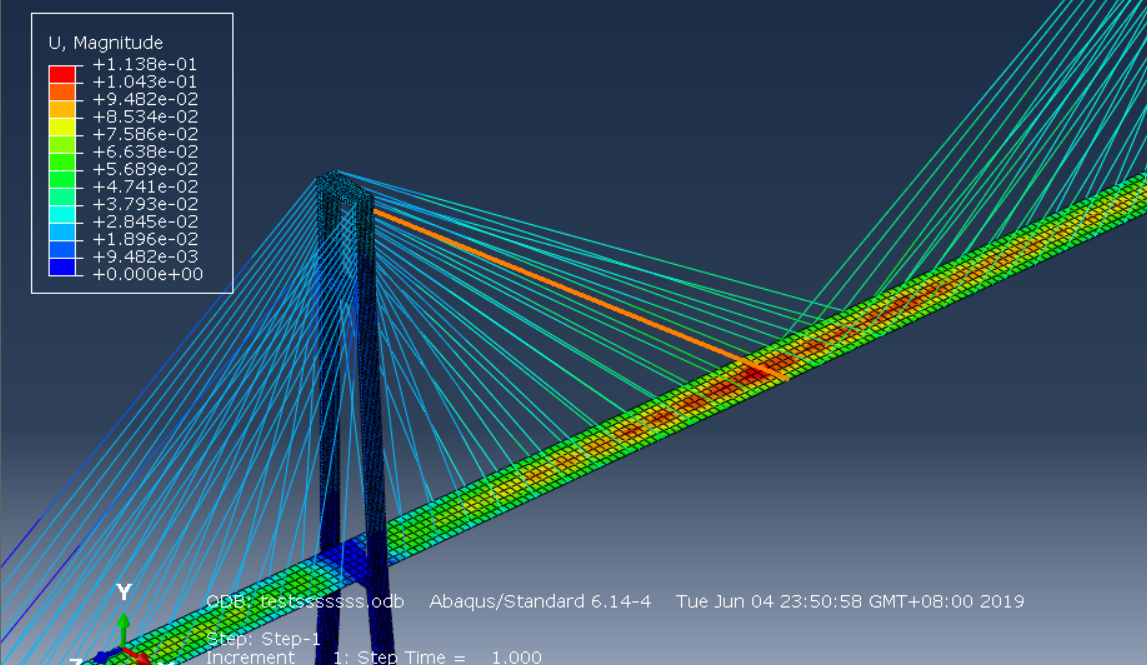 U, Magnitude
+1.138e-01
+1.043e-01
+9.482e-02
+8.534e-02
+7.586e-02
+6.638e-02
+5.689e-02
+4.741e-02
+3.793e-02
+2.845e-02
+1.896e-02
+9.482e-03
+0.000e+00
Y
ODB: testsssssss.odb Abaqus/Standard 6.14-4 Tue Jun 04 23:50:58 GMT+08:00 2019
Step: Step-1
Z
Increment 1: Step Time = 1.000